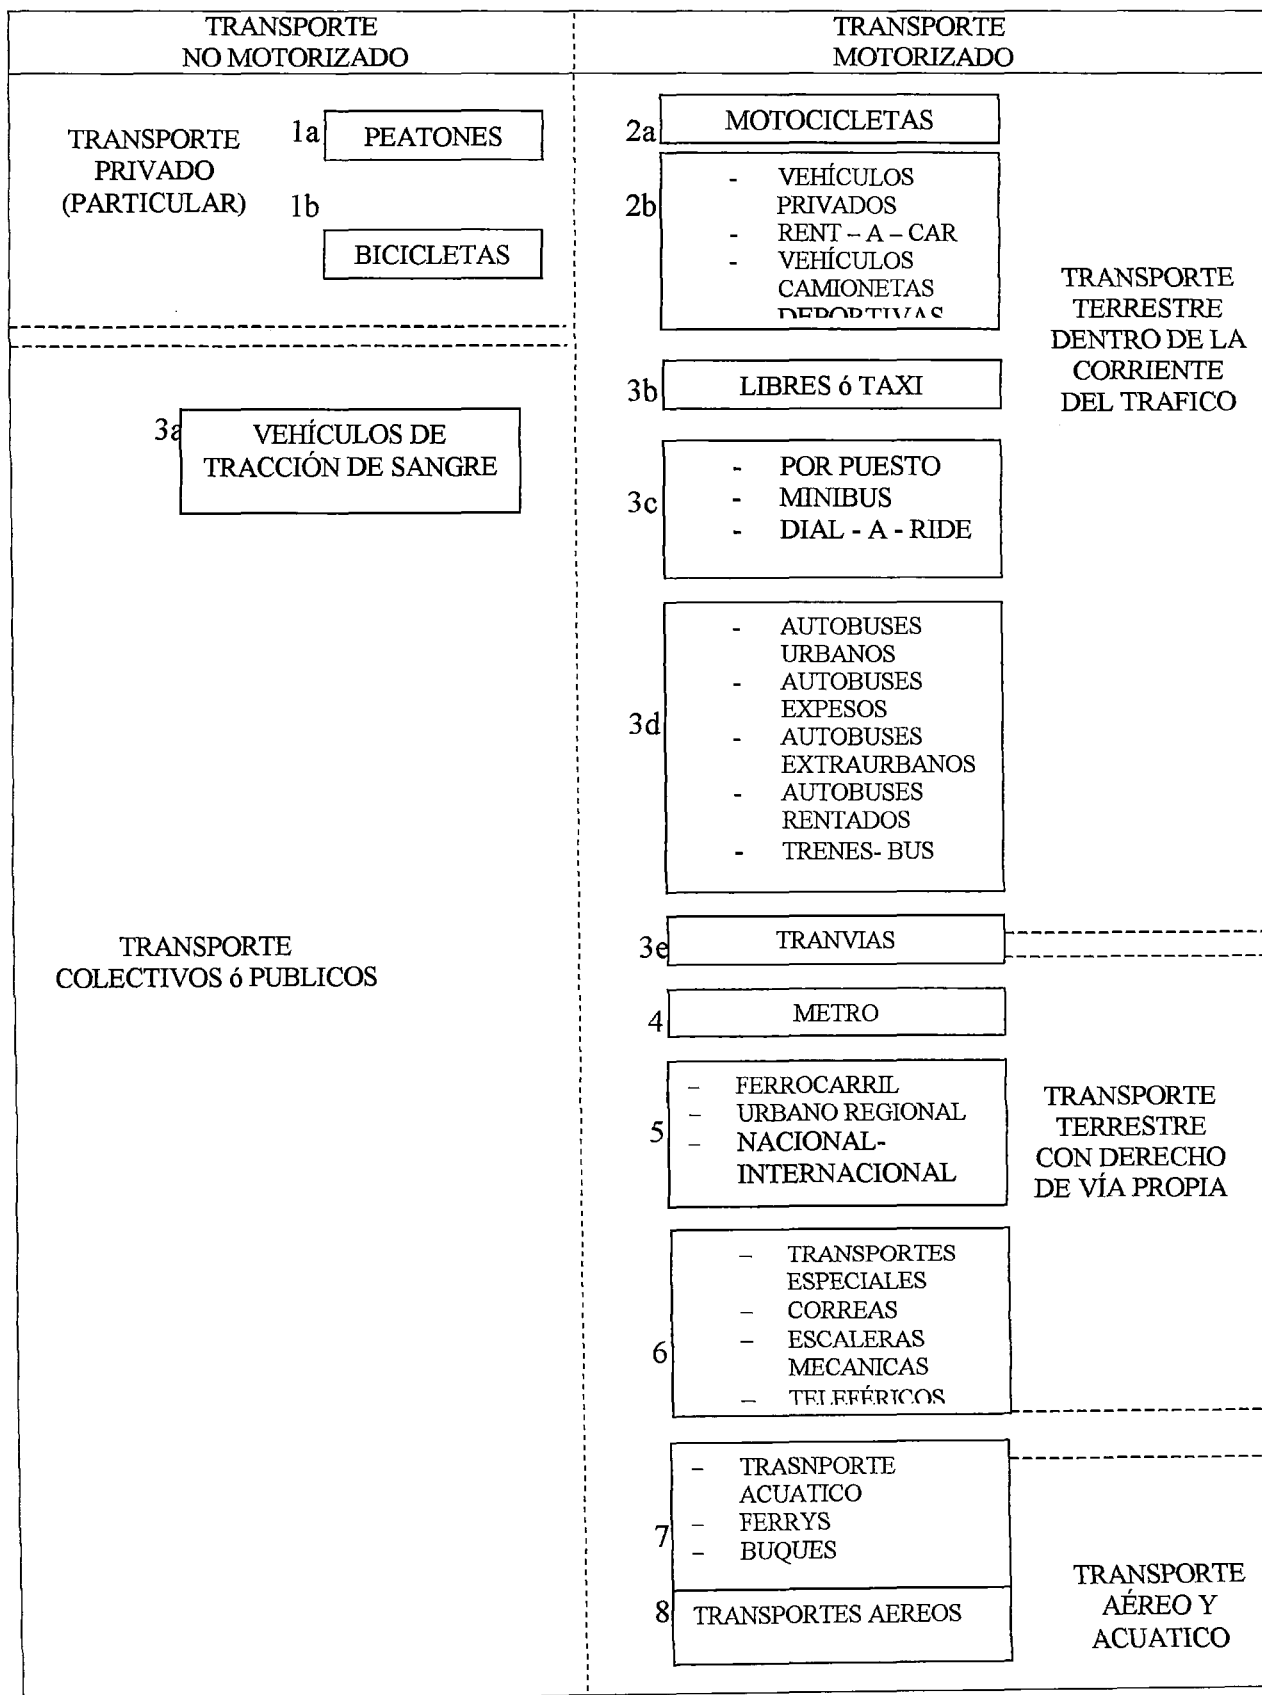 TRANSPORTE
NO MOTORIZADO
TRANSPORTE
MOTORIZADO
TRANSPORTE
PRIVADO
(PARTICULAR)
1a
PEATONES
1b
BICICLETAS
2a
MOTOCICLETAS
2b
- VEHÍCULOS
PRIVADOS
- RENT – A – CAR
- VEHÍCULOS
CAMIONETAS
DEPORTIVAS
TRANSPORTE
TERRESTRE
DENTRO DE LA
CORRIENTE
DEL TRAFICO
3a
VEHÍCULOS DE
TRACCIÓN DE SANGRE
3b
LIBRES ó TAXI
3c
- POR PUESTO
- MINIBUS
- DIAL - A - RIDE
3d
- AUTOBUSES
URBANOS
- AUTOBUSES
EXPESOS
- AUTOBUSES
EXTRAURBANOS
- AUTOBUSES
RENTADOS
- TRENES- BUS
TRANSPORTE
COLECTIVOS ó PUBLICOS
3e
TRANVIAS
4
METRO
5
– FERROCARRIL
– URBANO REGIONAL
– NACIONAL-
INTERNACIONAL
TRANSPORTE
TERRESTRE
CON DERECHO
DE VÍA PROPIA
6
– TRANSPORTES
ESPECIALES
– CORREAS
– ESCALERAS
MECANICAS
– TELEFÉRICOS
7
– TRASNPORTE
ACUATICO
– FERRYS
– BUQUES
8
TRANSPORTES AEREOS
TRANSPORTE
AÉREO Y
ACUATICO